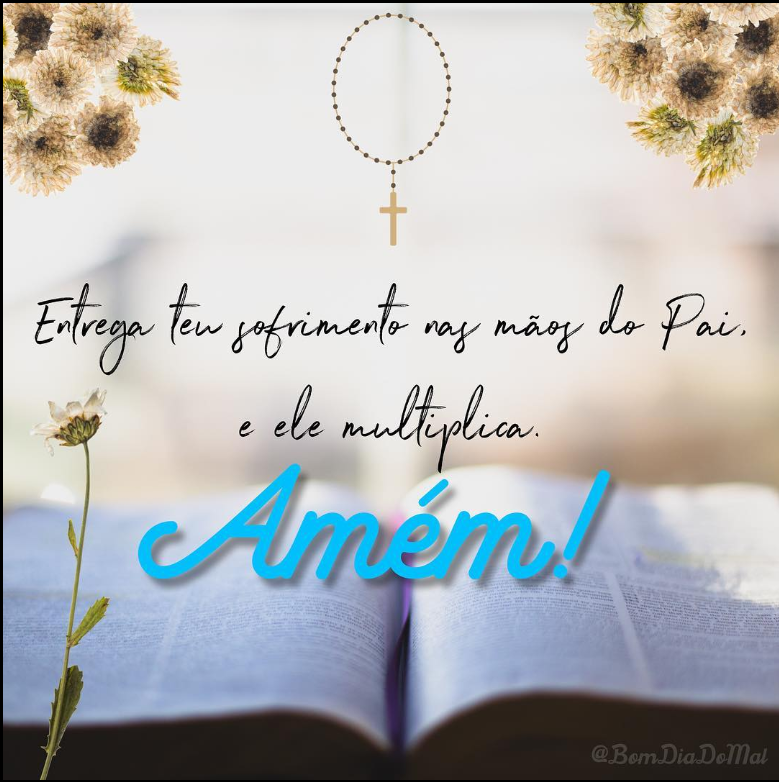 Entrega teu sofrimento nas mãos do Pai,
e ele multiplica.
Amém!
@BomDiaDoMal